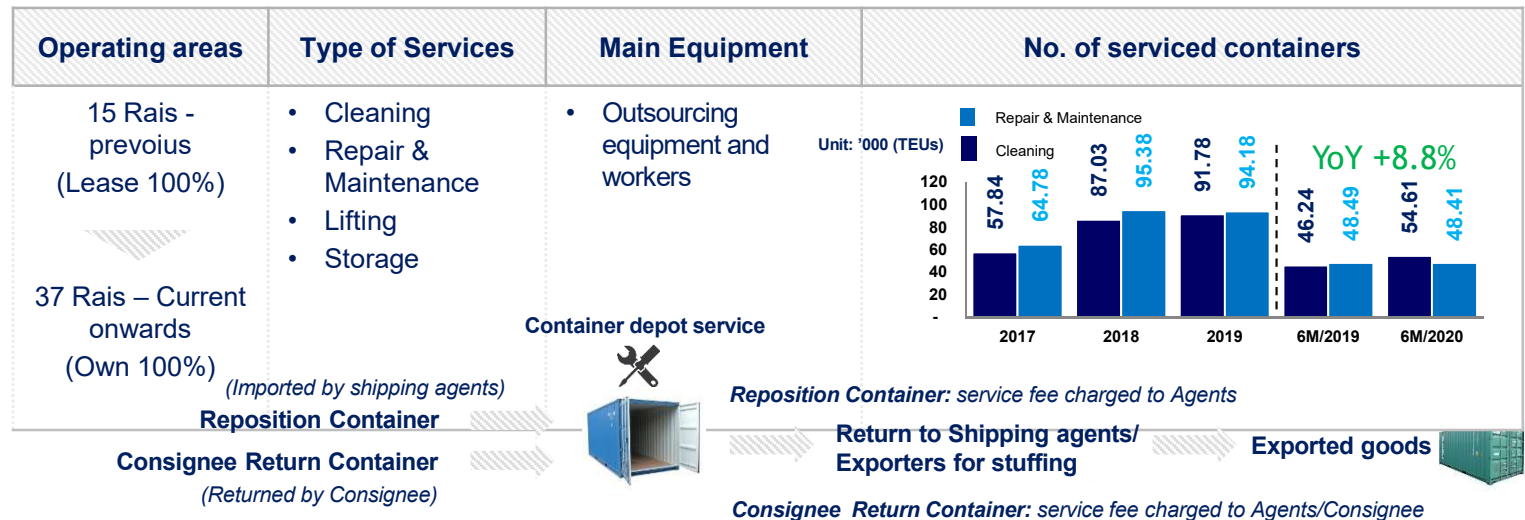 Operating areas
Type of Services
Main Equipment
No. of serviced containers
15 Rais -
prevoius
(Lease 100%)
37 Rais – Current
onwards
(Own 100%)
• Cleaning
• Repair &
Maintenance
• Lifting
• Storage
• Outsourcing
equipment and
workers
Repair & Maintenance
Unit: '000 (TEUs)
Cleaning
YoY +8.8%
120
100
80
60
40
20
-
57.84
64.78
87.03
95.38
91.78
94.18
46.24
48.49
54.61
48.41
2017
2018
2019
6M/2019
6M/2020
Container depot service
(Imported by shipping agents)
Reposition Container
Consignee Return Container
(Returned by Consignee)
Reposition Container: service fee charged to Agents
Return to Shipping agents/
Exporters for stuffing
Exported goods
Consignee Return Container: service fee charged to Agents/Consignee